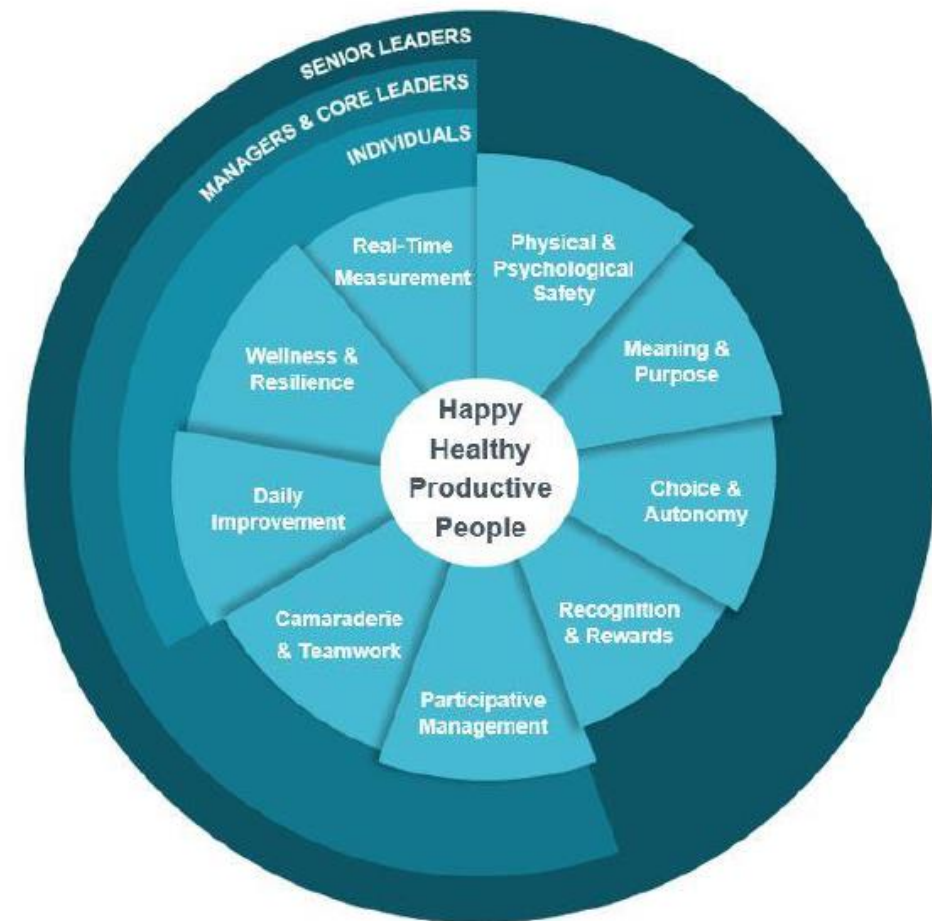 SENIOR LEADERS
MANAGERS & CORE LEADERS
INDIVIDUALS
Real-Time
Measurement
Physical &
Psychological
Safety
Meaning &
Purpose
Choice &
Autonomy
Recognition
& Rewards
Participative
Management
Camaraderie
& Teamwork
Daily
Improvement
Wellness &
Resilience
Happy
Healthy
Productive
People